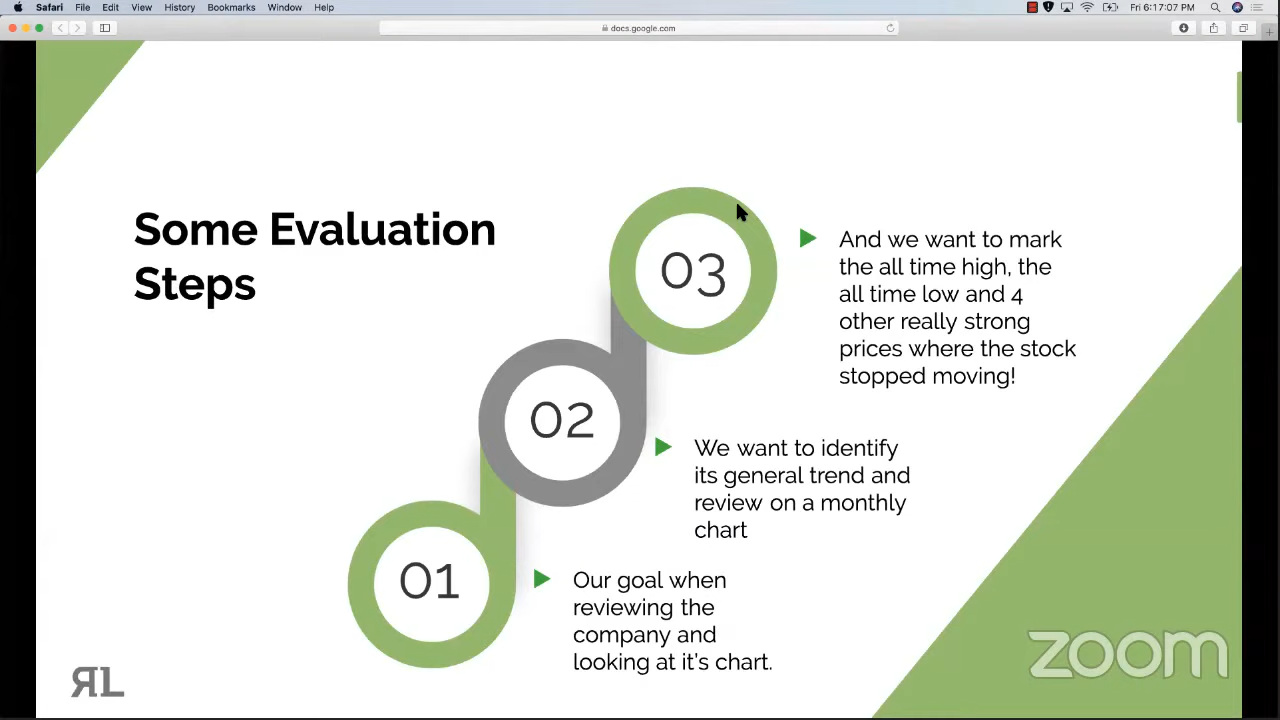 Safari File Edit View History Bookmarks Window Help Fri 6:17:07 PM
docs.google.com
Some Evaluation
Steps
03
And we want to mark
the all time high, the
all time low and 4
other really strong
prices where the stock
stopped moving!
02
We want to identify
its general trend and
review on a monthly
chart
01
Our goal when
reviewing the
company and
looking at it's chart.
ЯL
zoom